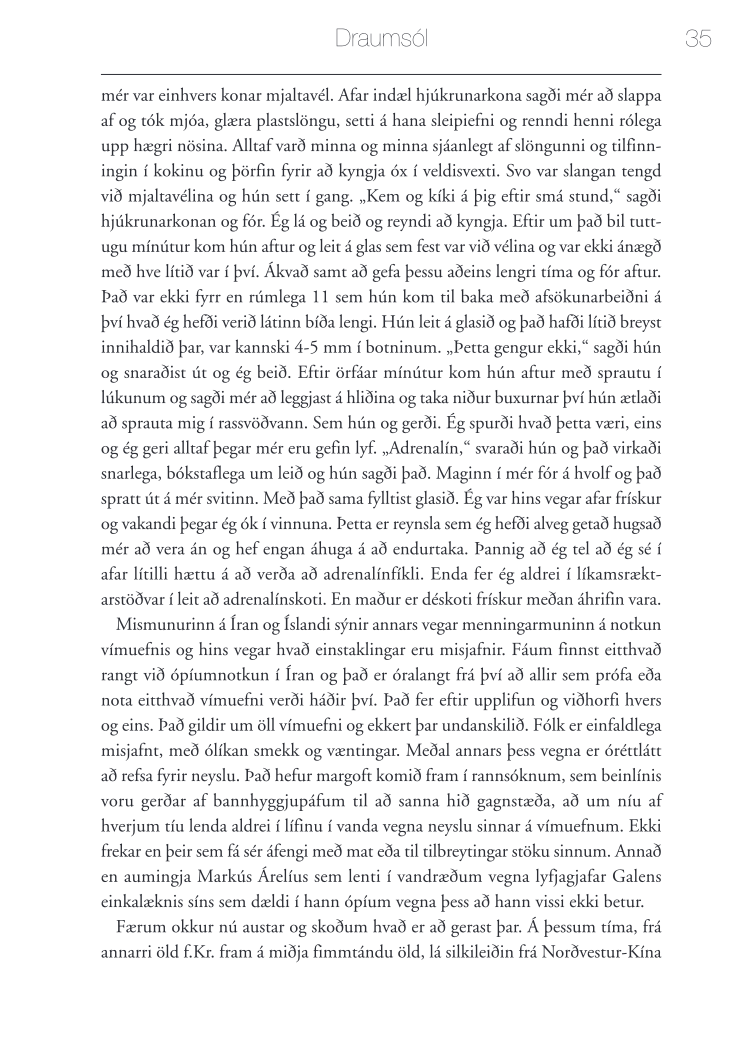 Draumsól 35
mér var einhvers konar mjaltavél. Afar indæl hjúkrunarkona sagði mér að slappa
af og tók mjóa, glæra plastslöngu, setti á hana sleipiefni og renndi henni rólega
upp hægri nösina. Alltaf varð minna og minna sjáanlegt af slöngunni og tilfinn-
ingin í kokinu og þörfin fyrir að kyngja óx í veldisvexti. Svo var slangan tengd
við mjaltavélina og hún sett í gang. „Kem og kíki á þig eftir smá stund,“ sagði
hjúkrunarkonan og fór. Ég lá og beið og reyndi að kyngja. Eftir um það bil tutt-
ugu mínútur kom hún aftur og leit á glas sem fest var við vélina og var ekki ánægð
með hve lítið var í því. Ákvað samt að gefa þessu aðeins lengri tíma og fór aftur.
Það var ekki fyrr en rúmlega 11 sem hún kom til baka með afsökunarbeiðni á
því hvað ég hefði verið látinn bíða lengi. Hún leit á glasið og það hafði lítið breyst
innihaldið þar, var kannski 4-5 mm í botninum. „Þetta gengur ekki,“ sagði hún
og snaraðist út og ég beið. Eftir örfáar mínútur kom hún aftur með sprautu í
lúkunum og sagði mér að leggjast á hliðina og taka niður buxurnar því hún ætlaði
að sprauta mig í rassvöðvann. Sem hún og gerði. Ég spurði hvað þetta væri, eins
og ég geri alltaf þegar mér eru gefin lyf. „Adrenalín,“ svaraði hún og það virkaði
snarlega, bókstaflega um leið og hún sagði það. Maginn í mér fór á hvolf og það
spratt út á mér svitinn. Með það sama fylltist glasið. Ég var hins vegar afar frískur
og vakandi þegar ég ók í vinnuna. Þetta er reynsla sem ég hefði alveg getað hugsað
mér að vera án og hef engan áhuga á að endurtaka. Þannig að ég tel að ég sé í
afar lítilli hættu á að verða að adrenalínfíkli. Enda fer ég aldrei í líkamsrækt-
arstöðvar í leit að adrenalínskoti. En maður er déskoti frískur meðan áhrifin vara.
Mismunurinn á Íran og Íslandi sýnir annars vegar menningarmuninn á notkun
vímuefnis og hins vegar hvað einstaklingar eru misjafnir. Fáum finnst eitthvað
rangt við ópíumnotkun í Íran og það er óralangt frá því að allir sem prófa eða
nota eitthvað vímuefni verði háðir því. Það fer eftir upplifun og viðhorfi hvers
og eins. Það gildir um öll vímuefni og ekkert þar undanskilið. Fólk er einfaldlega
misjafnt, með ólíkan smekk og væntingar. Meðal annars þess vegna er óréttlátt
að refsa fyrir neyslu. Það hefur margoft komið fram í rannsóknum, sem beinlínis
voru gerðar af bannhyggjupáfum til að sanna hið gagnstæða, að um níu af
hverjum tíu lenda aldrei í lífinu í vanda vegna neyslu sinnar á vímuefnum. Ekki
frekar en þeir sem fá sér áfengi með mat eða til tilbreytingar stöku sinnum. Annað
en aumingja Markús Árelíus sem lenti í vandræðum vegna lyfjagjafar Galens
einkalæknis síns sem dældi í hann ópíum vegna þess að hann vissi ekki betur.
Færum okkur nú austar og skoðum hvað er að gerast þar. Á þessum tíma, frá
annarri öld f.Kr. fram á miðja fimmtándu öld, lá silkileiðin frá Norðvestur-Kína